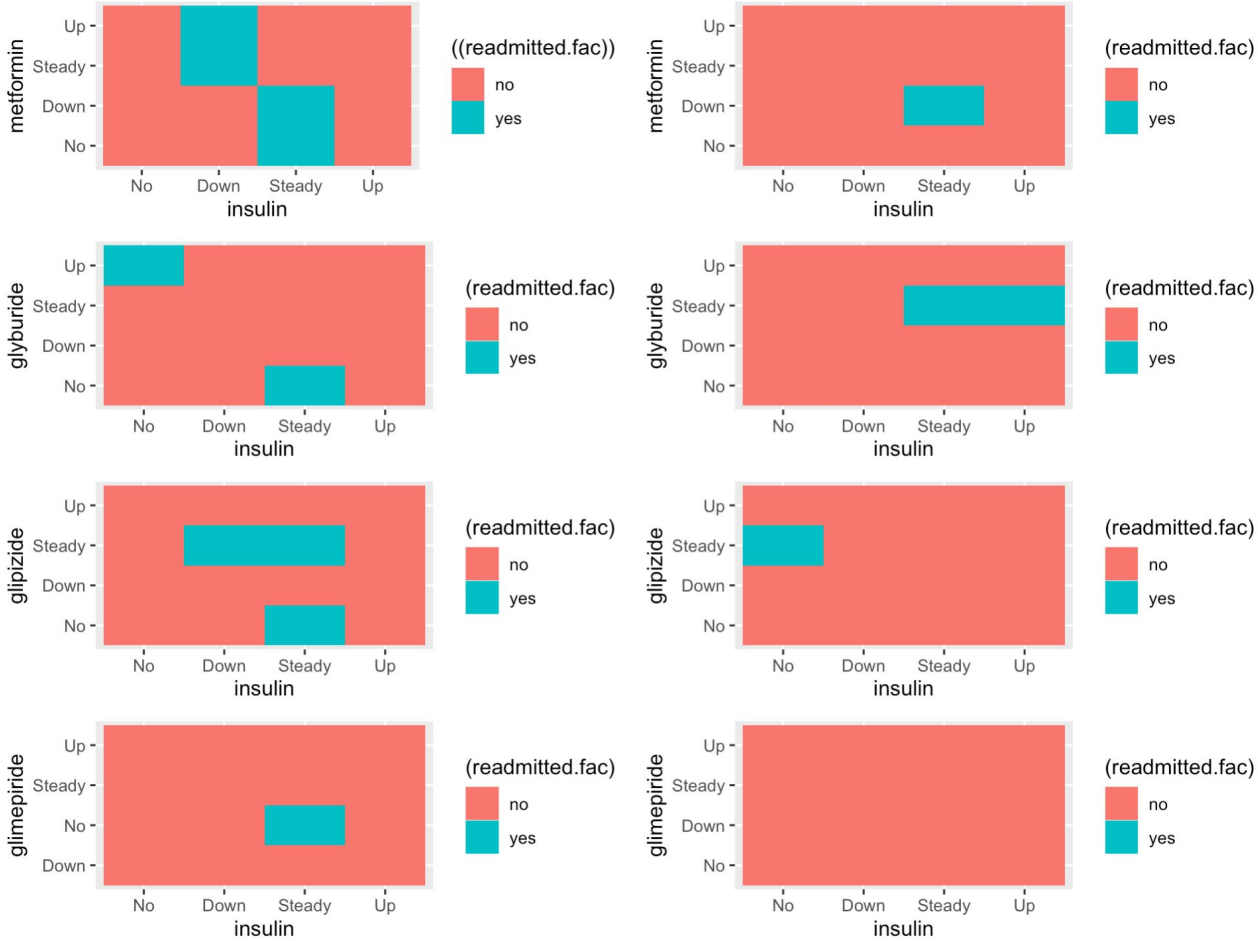 metformin
Up
Steady
Down
No
No Down Steady Up
insulin
((readmitted.fac))
no
yes
metformin
Up
Steady
Down
No
No Down Steady Up
insulin
(readmitted.fac)
no
yes
glyburide
Up
Steady
Down
No
No Down Steady Up
insulin
(readmitted.fac)
no
yes
glyburide
Up
Steady
Down
No
No Down Steady Up
insulin
(readmitted.fac)
no
yes
glipizide
Up
Steady
Down
No
No Down Steady Up
insulin
(readmitted.fac)
no
yes
glipizide
Up
Steady
Down
No
No Down Steady Up
insulin
(readmitted.fac)
no
yes
glimepiride
Up
Steady
No
Down
No Down Steady Up
insulin
(readmitted.fac)
no
yes
glimepiride
Up
Steady
Down
No
No Down Steady Up
insulin
(readmitted.fac)
no
yes